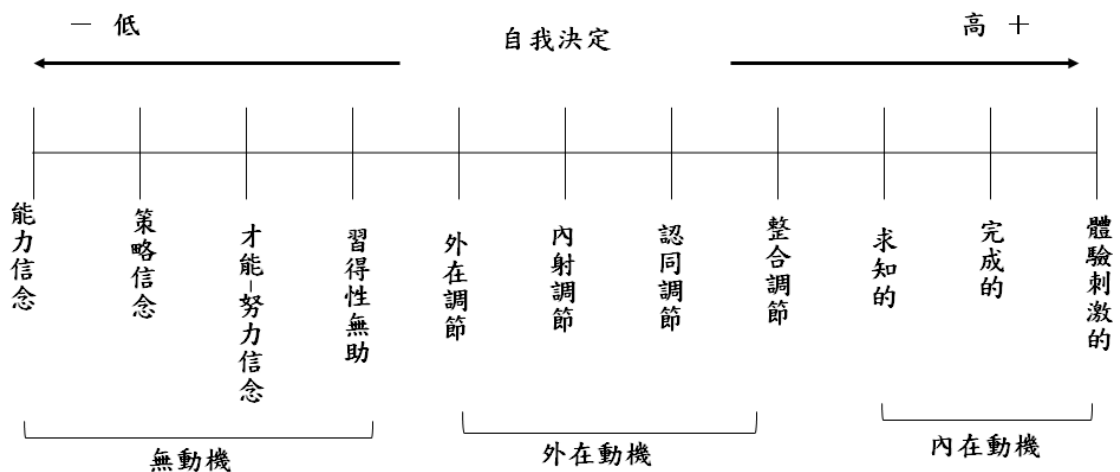 － 低
自我決定
高 ＋
能力信念
策略信念
才能-努力信念
習得性無助
外在調節
內射調節
認同調節
整合調節
求知的
完成的
體驗刺激的
無動機
外在動機
內在動機